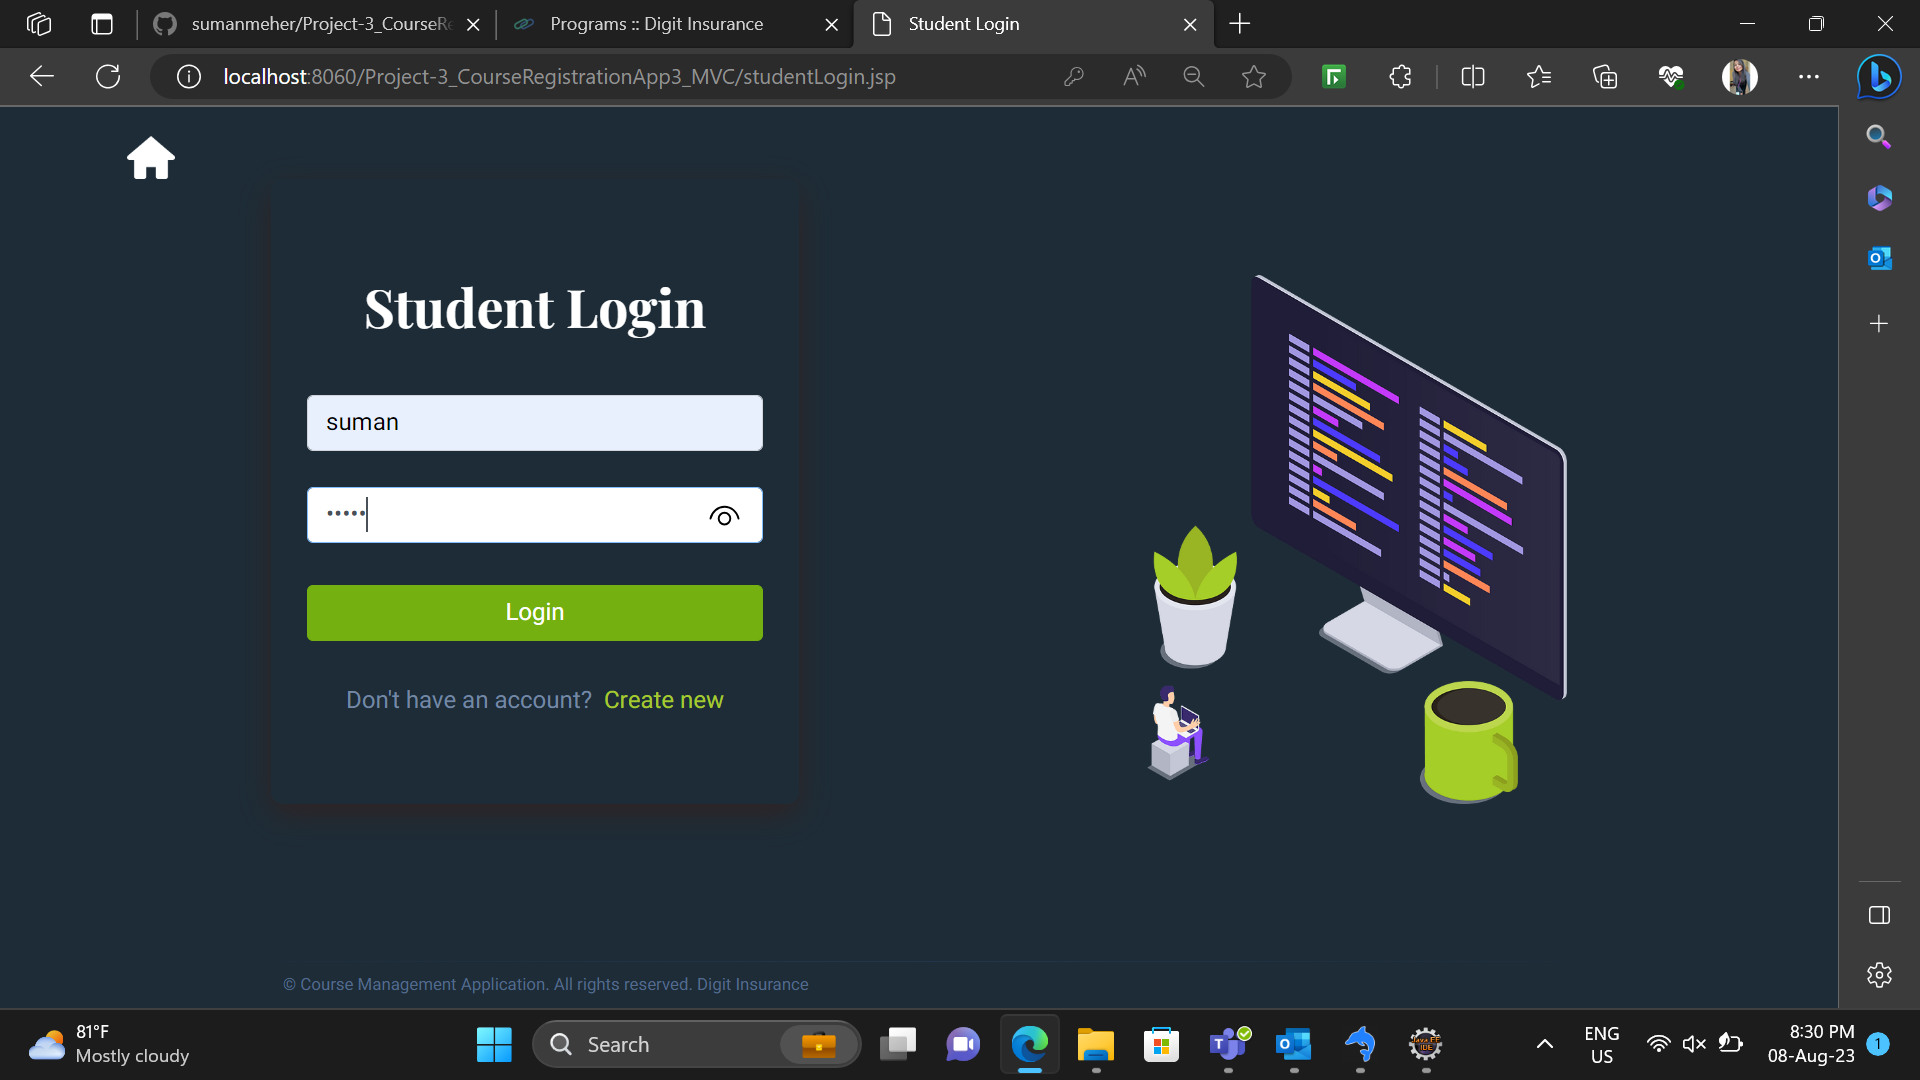 sumanmeher/Project-3_CourseRe
Programs :: Digit Insurance
Student Login
localhost:8060/Project-3_CourseRegistrationApp3_MVC/studentLogin.jsp
Student Login
suman
•••••
Login
Don't have an account? Create new
© Course Management Application. All rights reserved. Digit Insurance
81°F
Mostly cloudy
Search
ENG
US
8:30 PM
08-Aug-23
1